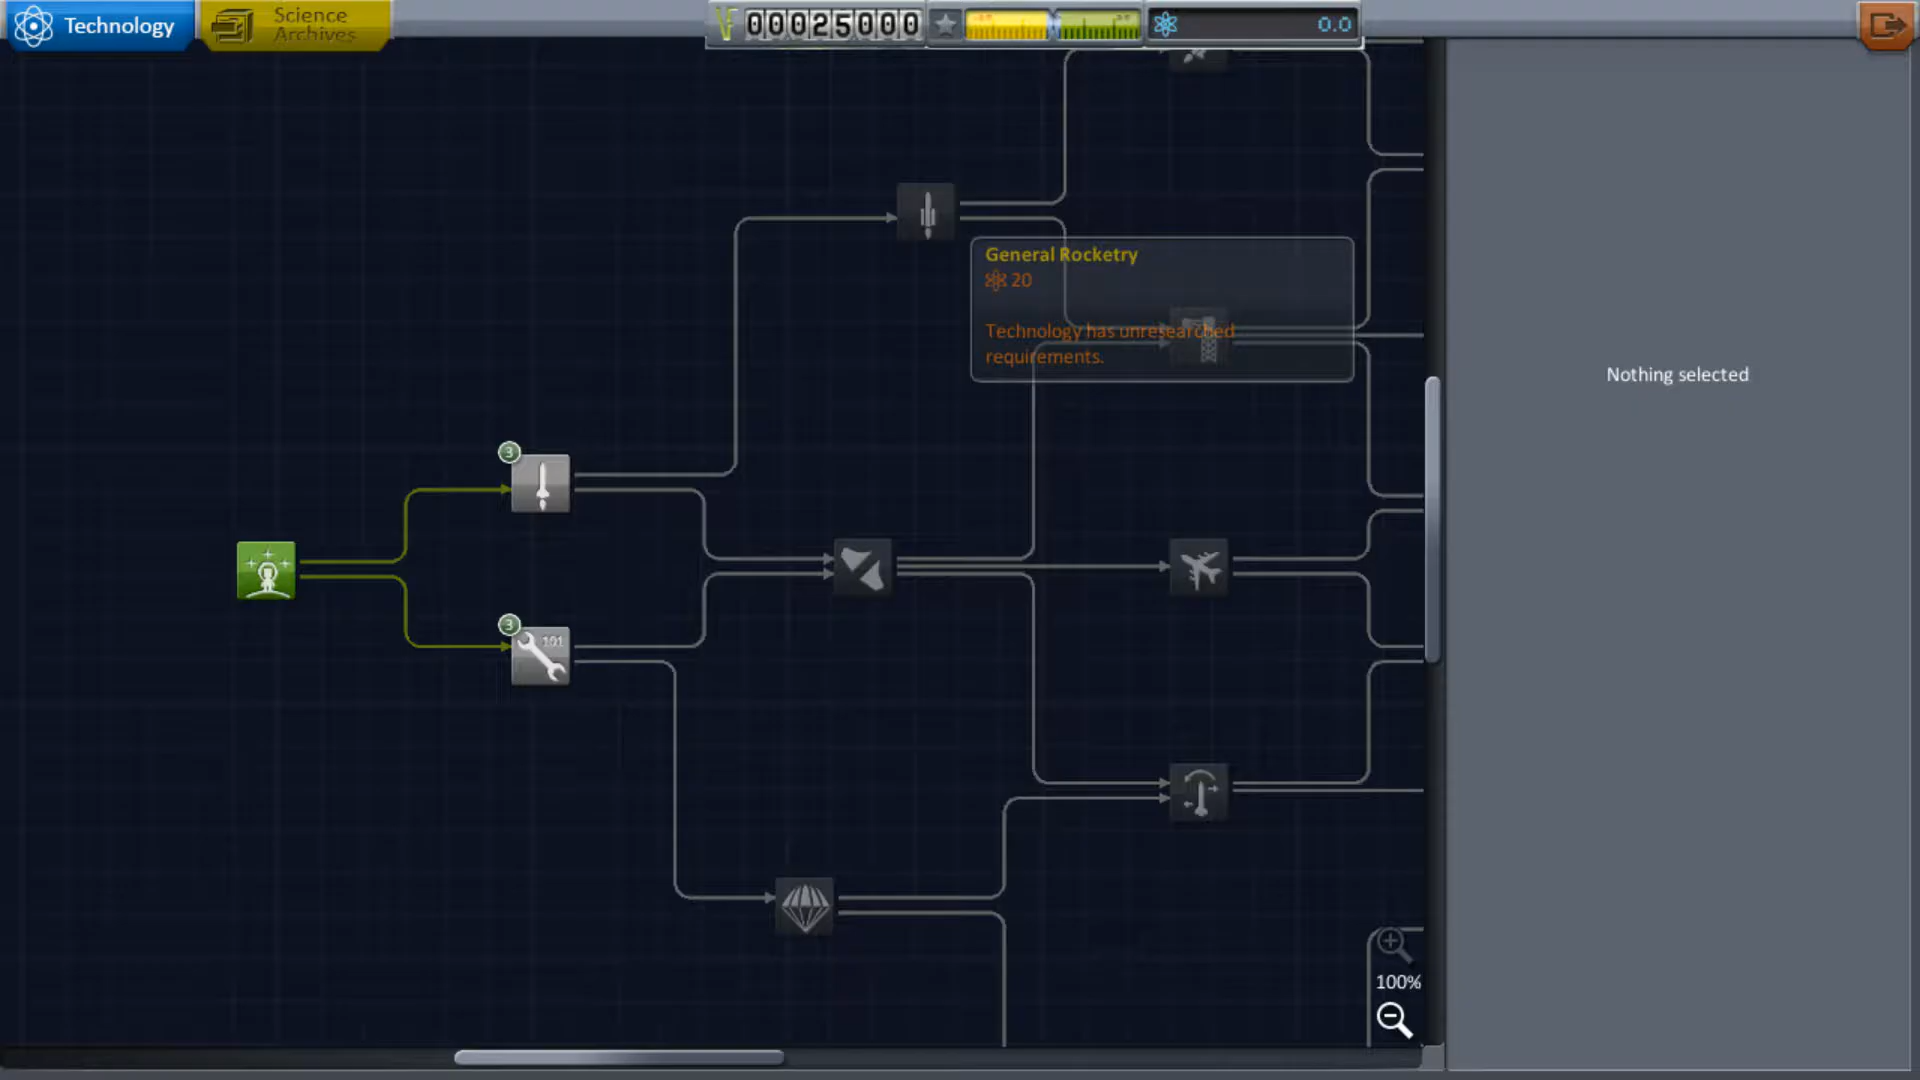 Technology
Science
Archives
00025000
0.0
General Rocketry
20
Technology has unresearched
requirements.
Nothing selected
3
3
101
100%